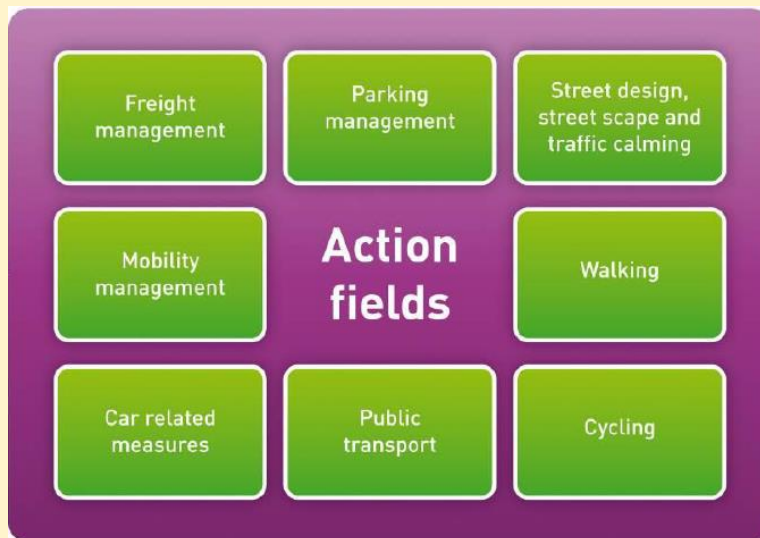 Freight
management
Parking
management
Street design,
street scape and
traffic calming
Mobility
management
Action
fields
Walking
Car related
measures
Public
transport
Cycling